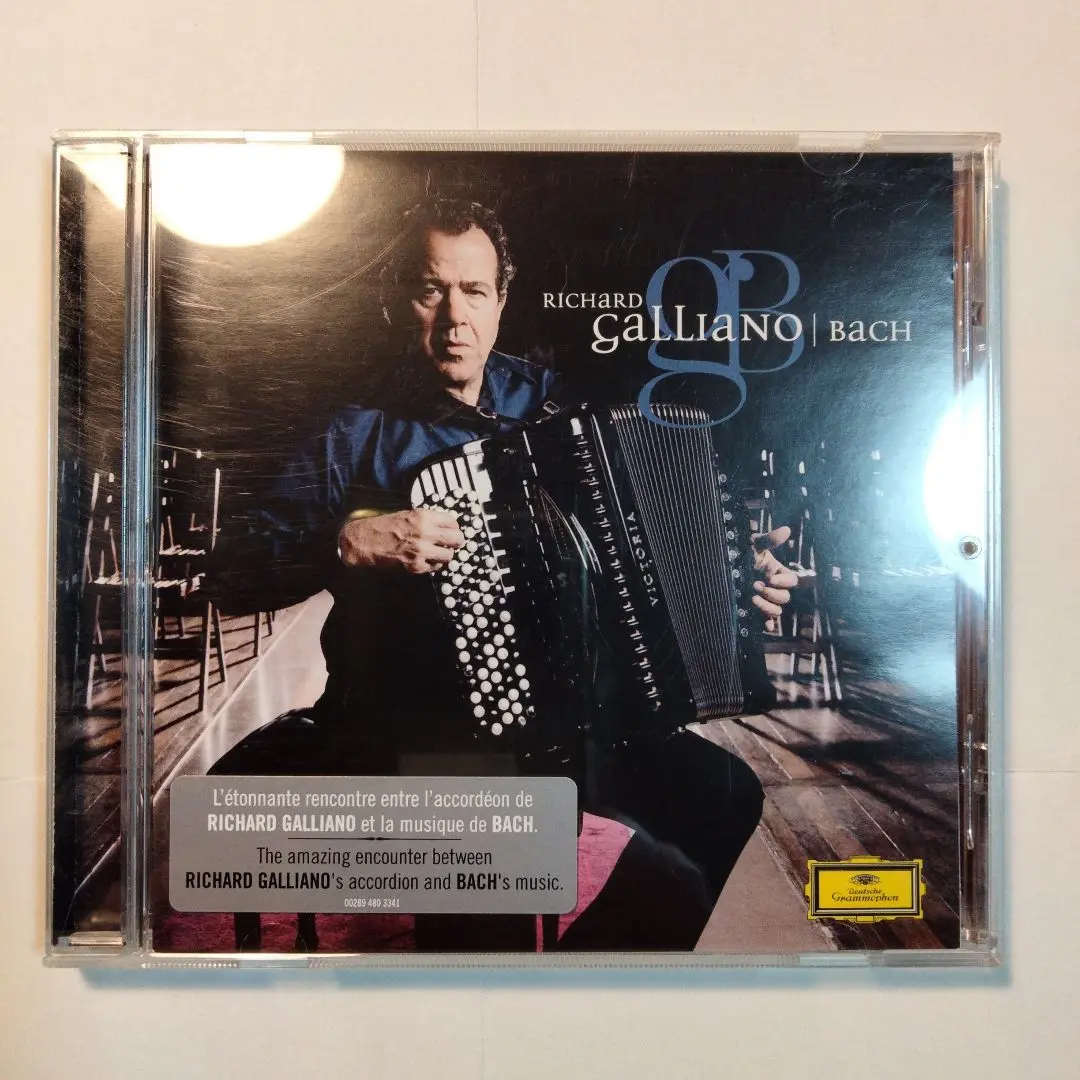 RICHARD
GALLIANO | BACH
gB
VICTORIA
L'étonnante rencontre entre l'accordéon de
RICHARD GALLIANO et la musique de BACH.
The amazing encounter between
RICHARD GALLIANO's accordion and BACH's music.
00289 480 3341
Deutsche
Grammophon